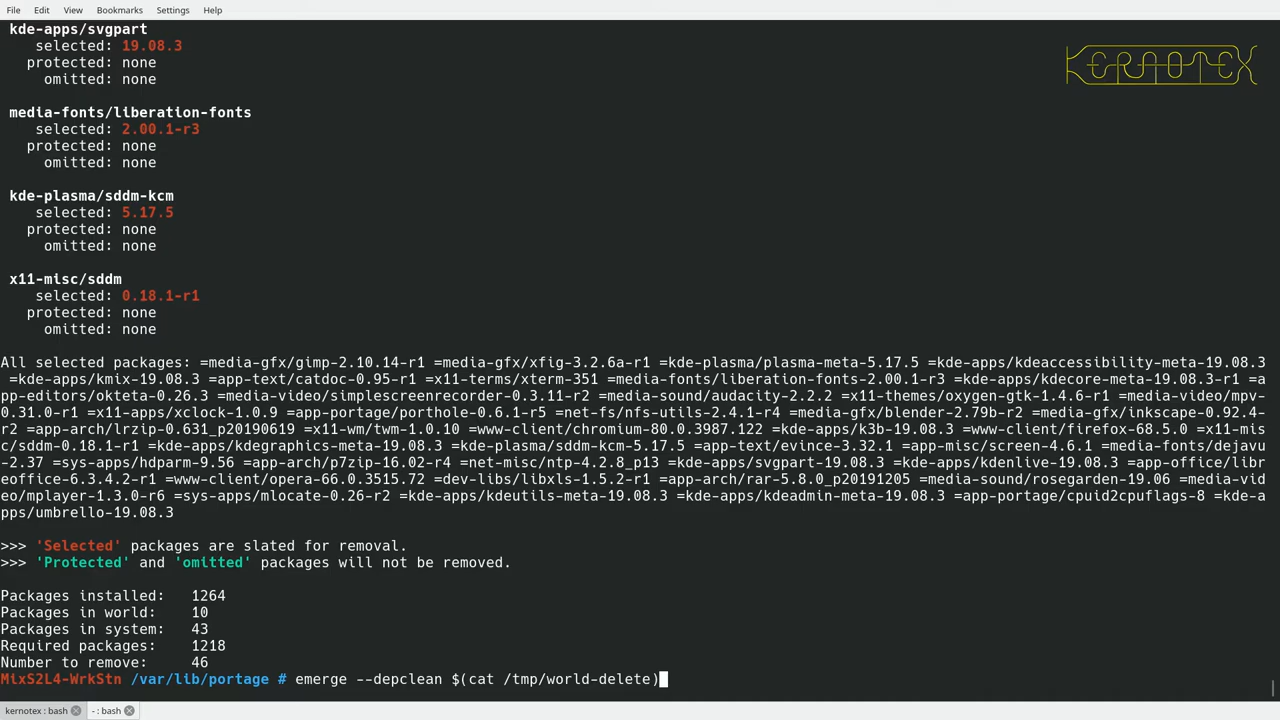 File Edit View Bookmarks Settings Help
KERNOTEX
kde-apps/svgpart
selected: 19.08.3
protected: none
omitted: none
media-fonts/liberation-fonts
selected: 2.00.1-r3
protected: none
omitted: none
kde-plasma/sddm-kcm
selected: 5.17.5
protected: none
omitted: none
x11-misc/sddm
selected: 0.18.1-r1
protected: none
omitted: none
All selected packages: =media-gfx/gimp-2.10.14-r1 =media-gfx/xfig-3.2.6a-r1 =kde-plasma/plasma-meta-5.17.5 =kde-apps/kdeaccessibility-meta-19.08.3
=kde-apps/kmix-19.08.3 =app-text/catdoc-0.95-r1 =x11-terms/xterm-351 =media-fonts/liberation-fonts-2.00.1-r3 =kde-apps/kdecore-meta-19.08.3-r1 =a
pp-editors/okteta-0.26.3 =media-video/simplescreenrecorder-0.3.11-r2 =media-sound/audacity-2.2.2 =x11-themes/oxygen-gtk-1.4.6-r1 =media-video/mpv-
0.31.0-r1 =x11-apps/xclock-1.0.9 =app-portage/porthole-0.6.1-r5 =net-fs/nfs-utils-2.4.1-r4 =media-gfx/blender-2.79b-r2 =media-gfx/inkscape-0.92.4-
r2 =app-arch/lrzip-0.631_p20190619 =x11-wm/twm-1.0.10 =www-client/chromium-80.0.3987.122 =kde-apps/k3b-19.08.3 =www-client/firefox-68.5.0 =x11-mis
c/sddm-0.18.1-r1 =kde-apps/kdegraphics-meta-19.08.3 =kde-plasma/sddm-kcm-5.17.5 =app-text/evince-3.32.1 =app-misc/screen-4.6.1 =media-fonts/dejavu
-2.37 =sys-apps/hdparm-9.56 =app-arch/p7zip-16.02-r4 =net-misc/ntp-4.2.8_p13 =kde-apps/svgpart-19.08.3 =kde-apps/kdenlive-19.08.3 =app-office/libr
eoffice-6.3.4.2-r1 =www-client/opera-66.0.3515.72 =dev-libs/libxls-1.5.2-r1 =app-arch/rar-5.8.0_p20191205 =media-sound/rosegarden-19.06 =media-vid
eo/mplayer-1.3.0-r6 =sys-apps/mlocate-0.26-r2 =kde-apps/kdeutils-meta-19.08.3 =kde-apps/kdeadmin-meta-19.08.3 =app-portage/cpuid2cpuflags-8 =kde-a
pps/umbrello-19.08.3
>>> 'Selected' packages are slated for removal.
>>> 'Protected' and 'omitted' packages will not be removed.
Packages installed: 1264
Packages in world: 10
Packages in system: 43
Required packages: 1218
Number to remove: 46
MixS2L4-WrkStn /var/lib/portage # emerge --depclean $(cat /tmp/world-delete)
kernotex : bash - : bash